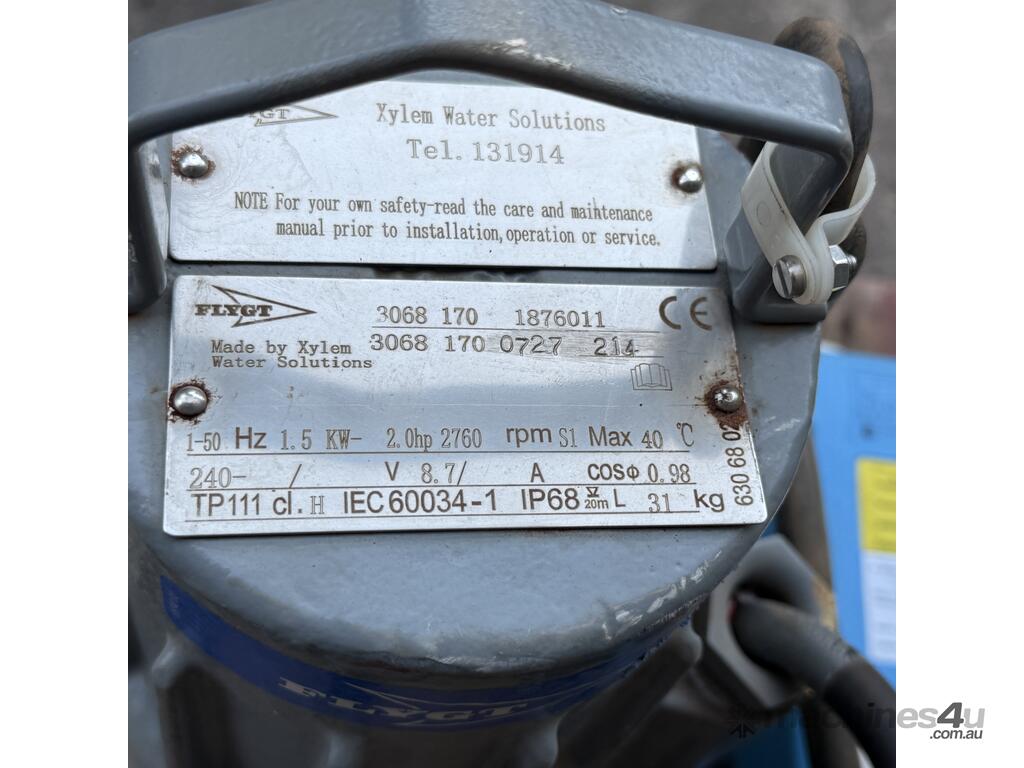 Xylem Water Solutions
Tel. 131914
NOTE For your own safety-read the care and maintenance
manual prior to installation, operation or service.
FLYGT
3068 170 1876011 CE
Made by Xylem
Water Solutions
3068 170 0727 214
1-50 Hz 1.5 KW- 2.0hp 2760 rpm S1 Max 40 ℃
240- / V 8.7/ A COSΦ 0.98
TP111 cl. H IEC 60034-1 IP68 20m L 31 kg
630 68 02
FLYGT
machines4u
.com.au